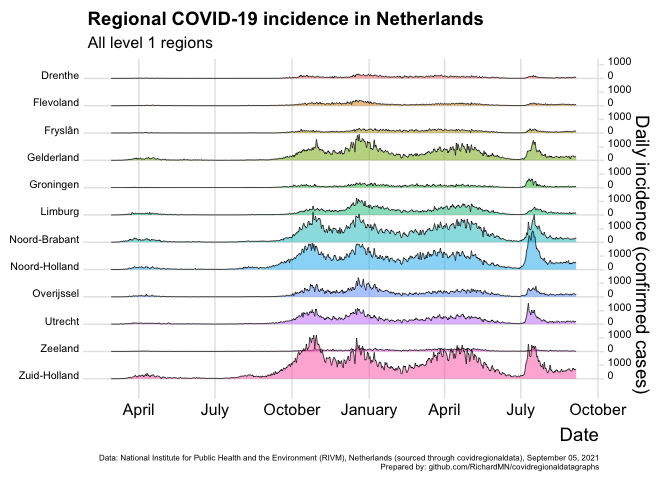 Regional COVID-19 incidence in Netherlands
All level 1 regions
Drenthe
1000
0
Flevoland
1000
0
Fryslân
1000
0
Gelderland
1000
0
Groningen
1000
0
Limburg
1000
0
Noord-Brabant
1000
0
Noord-Holland
1000
0
Overijssel
1000
0
Utrecht
1000
0
Zeeland
1000
0
Zuid-Holland
1000
0
Daily incidence (confirmed cases)
April July October January April July October
Date
Data: National Institute for Public Health and the Environment (RIVM), Netherlands (sourced through covidregionaldata), September 05, 2021
Prepared by: github.com/RichardMN/covidregionaldatagraphs